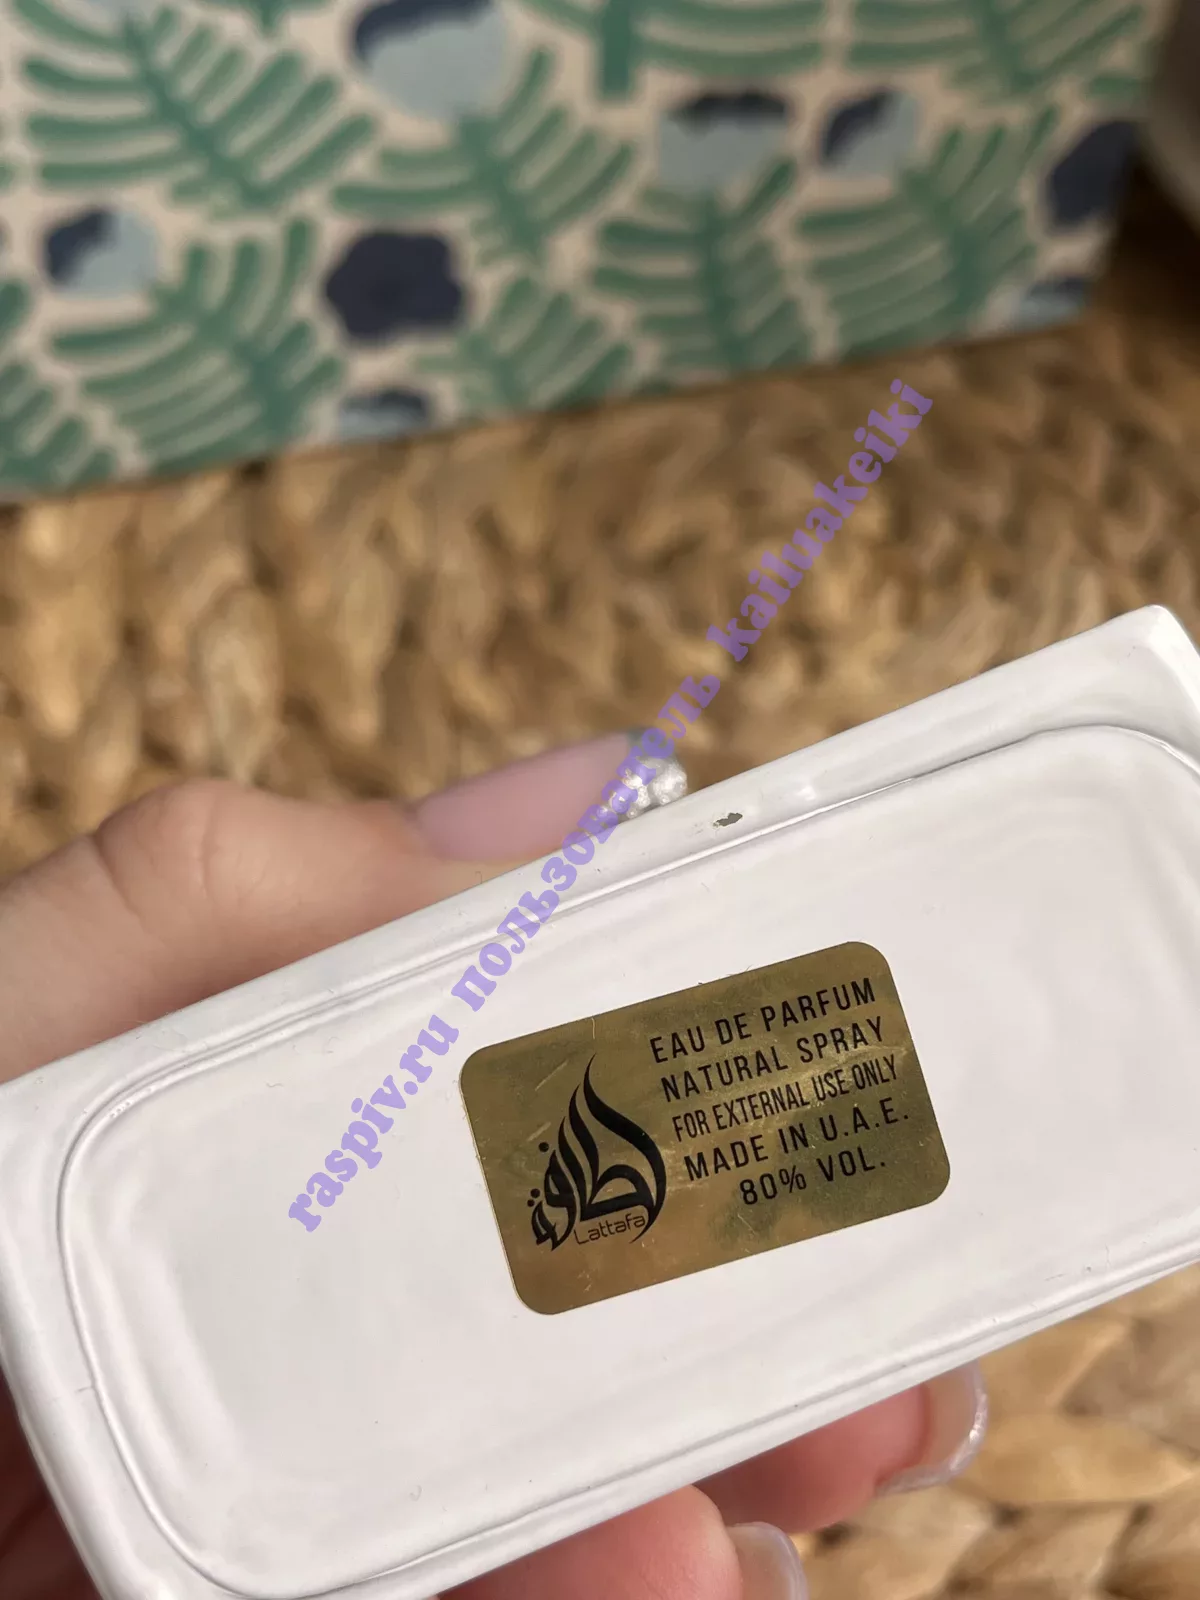 raspiv.ru пользователь kailuakeiki
EAU DE PARFUM
NATURAL SPRAY
FOR EXTERNAL USE ONLY
MADE IN U.A.E.
80% VOL.
لطافة
Lattafa